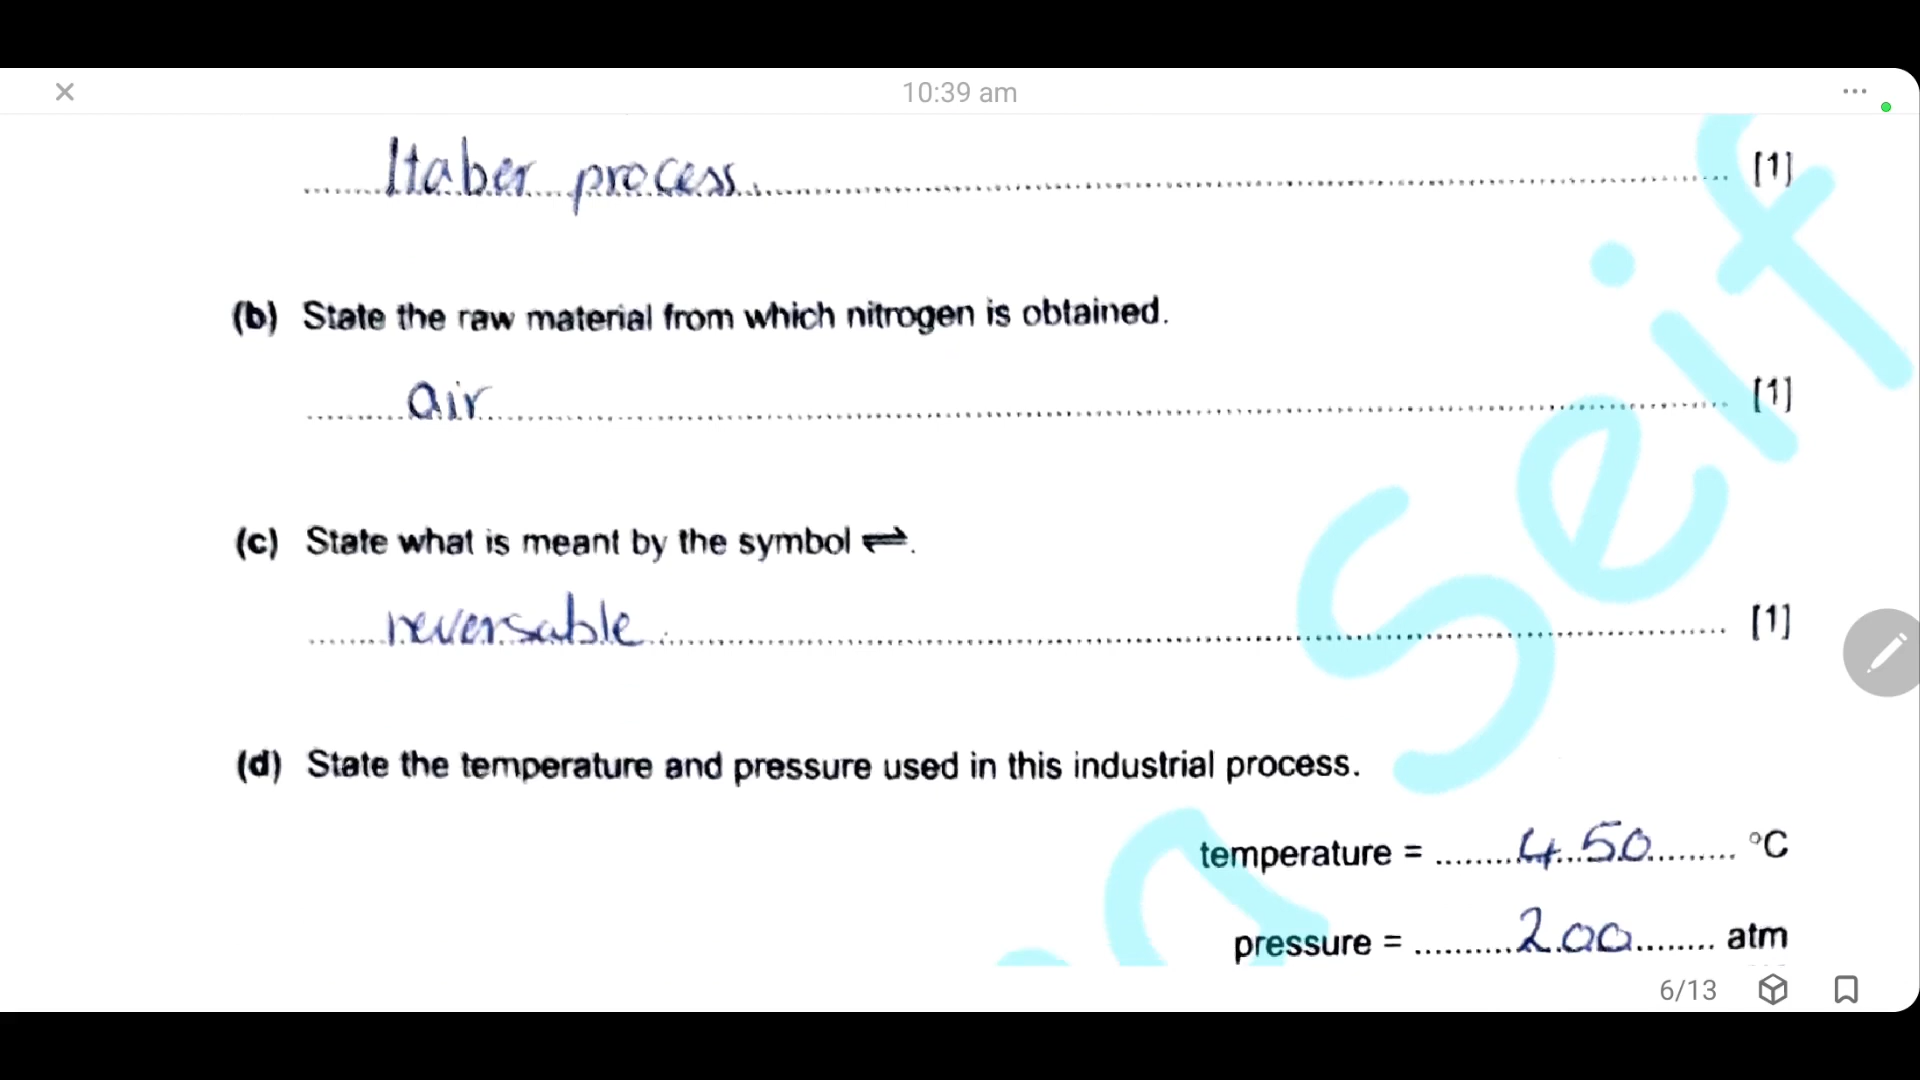 10:39 am
Haber process. [1]
(b) State the raw material from which nitrogen is obtained.
air [1]
(c) State what is meant by the symbol ⇌.
reversable. [1]
(d) State the temperature and pressure used in this industrial process.
temperature = 450 °C
pressure = 200 atm
6/13
Seif